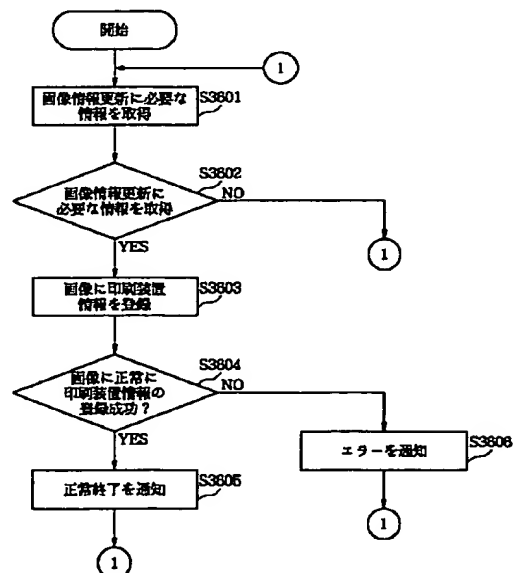 開始
1
画像情報更新に必要な
情報を取得
S3601
画像情報更新に
必要な情報を取得
S3602
NO
1
YES
画像に印刷装置
情報を登録
S3603
画像に正常に
印刷装置情報の
登録成功？
S3604
NO
YES
エラーを通知
S3606
正常終了を通知
S3605
1
1